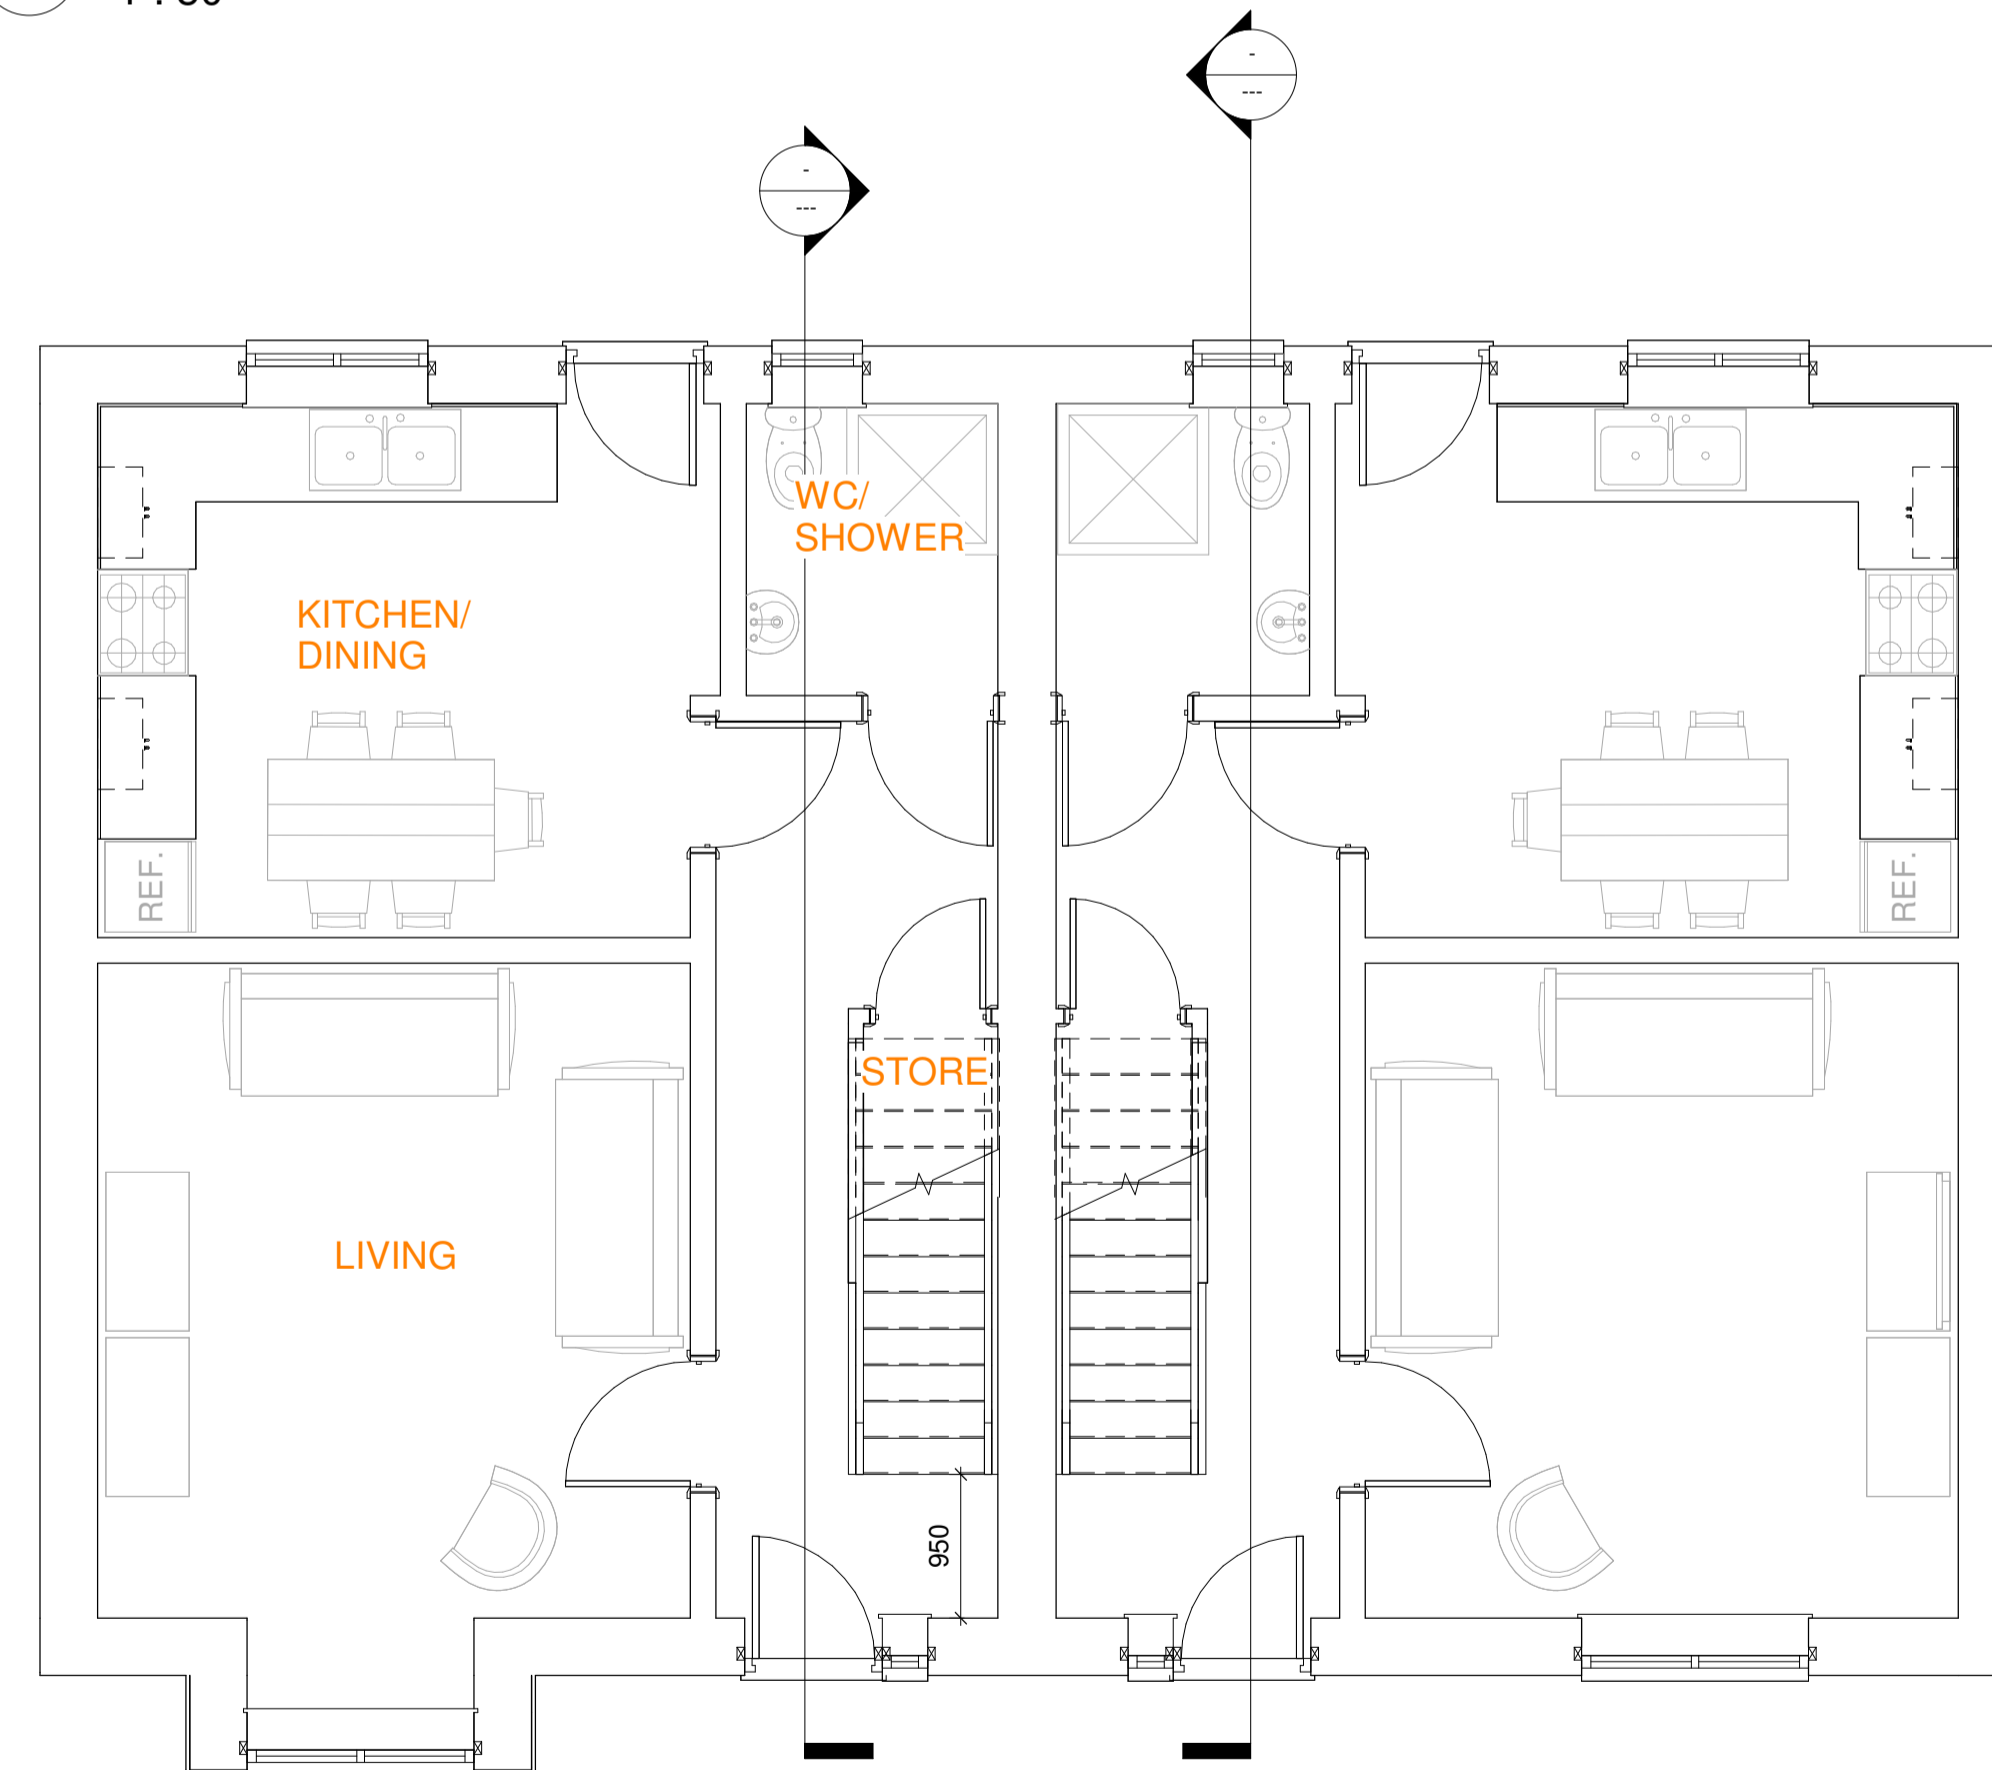 -
---
-
---
WC/
SHOWER
KITCHEN/
DINING
REF.
REF.
STORE
LIVING
950